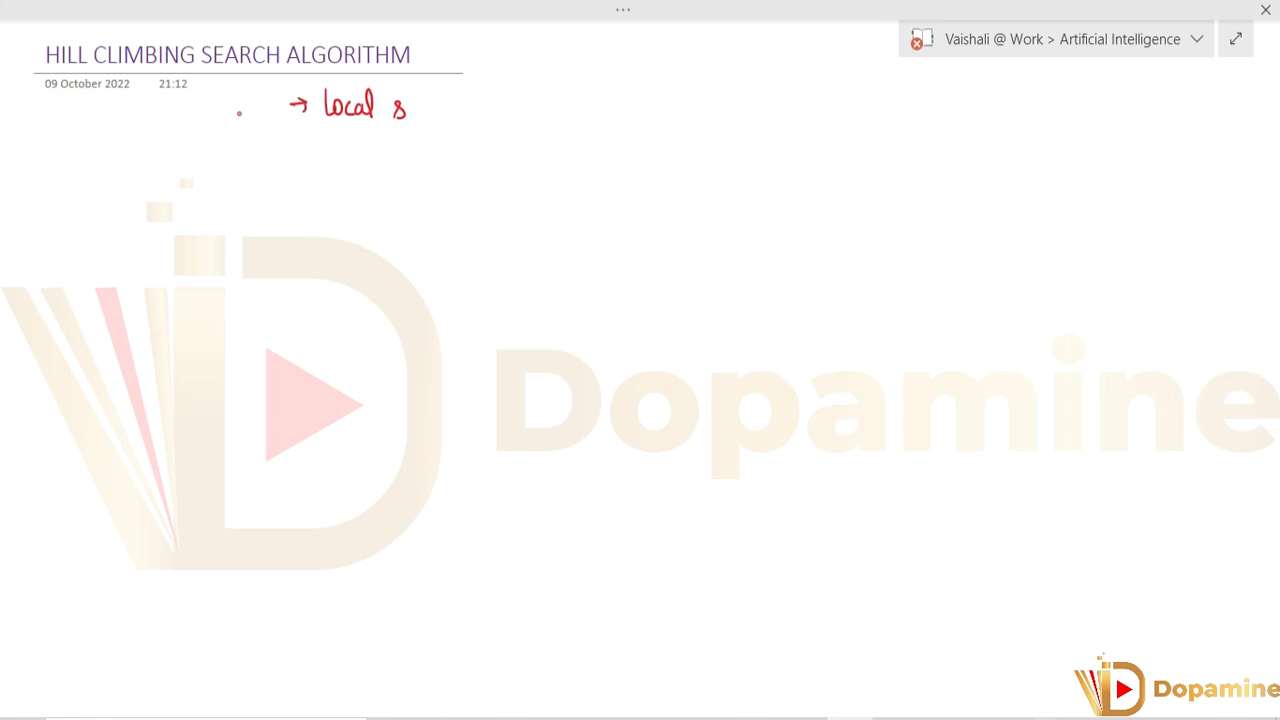 Vaishali @ Work > Artificial Intelligence
HILL CLIMBING SEARCH ALGORITHM
09 October 2022 21:12
→ local s
Dopamine
Dopamine